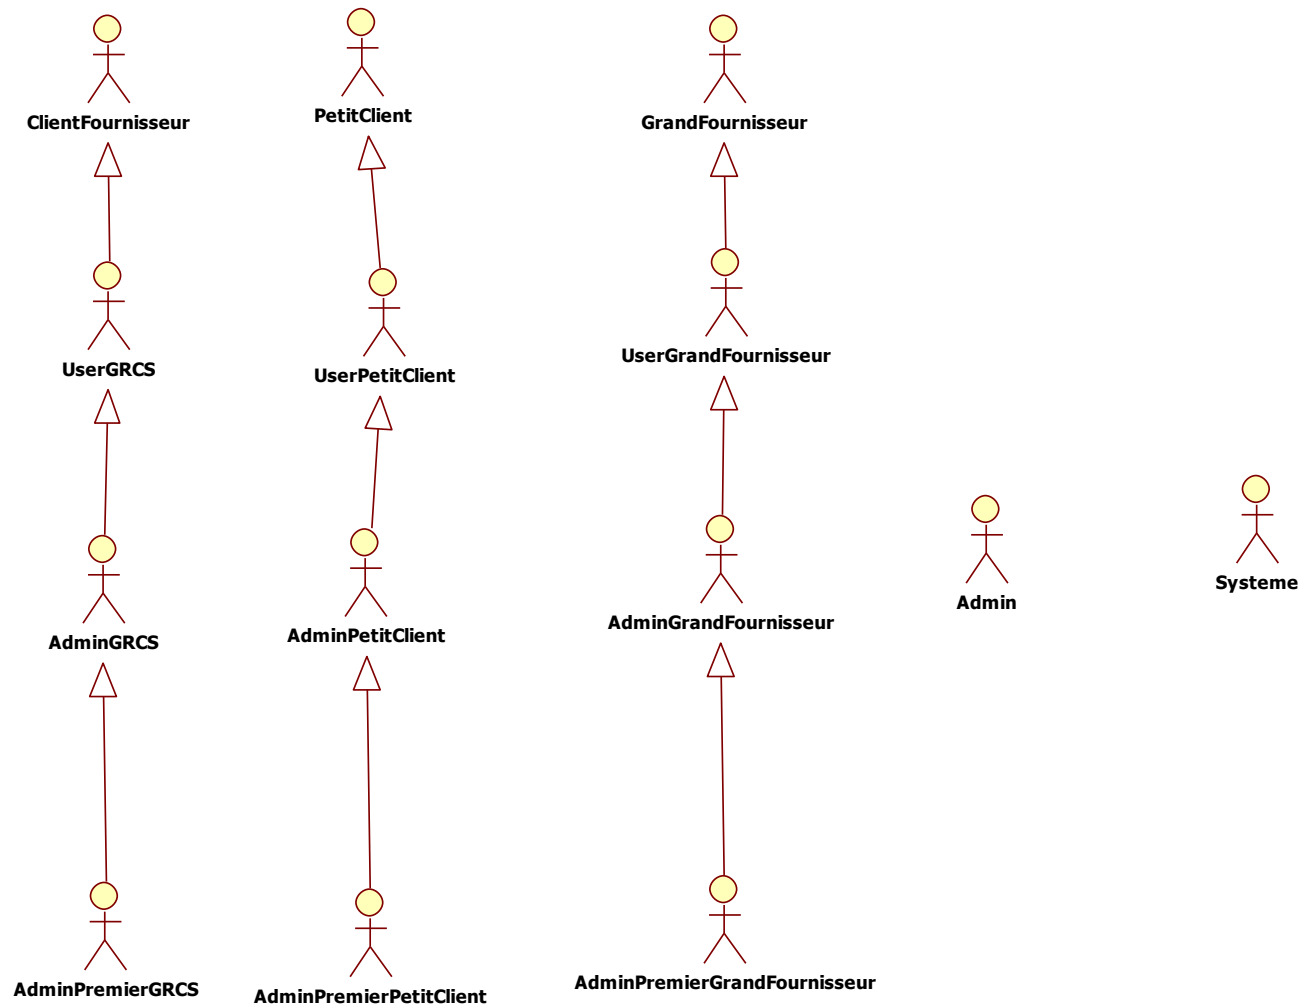 ClientFournisseur
PetitClient
GrandFournisseur
UserGRCS
UserPetitClient
UserGrandFournisseur
AdminGRCS
AdminPetitClient
AdminGrandFournisseur
Admin
Systeme
AdminPremierGRCS
AdminPremierPetitClient
AdminPremierGrandFournisseur